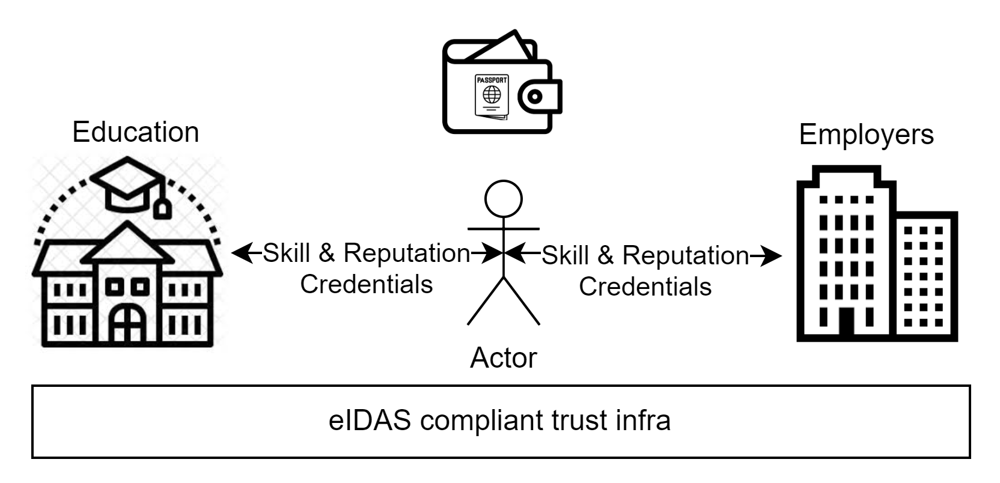 PASSPORT
Education
Employers
Skill & Reputation
Credentials
Skill & Reputation
Credentials
Actor
eIDAS compliant trust infra